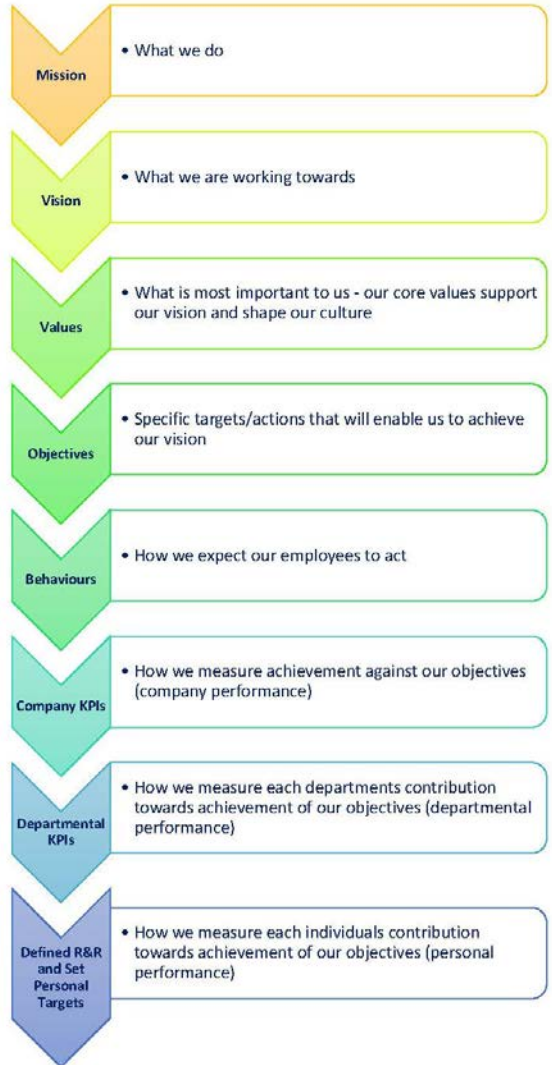 Mission
• What we do
Vision
• What we are working towards
Values
• What is most important to us - our core values support
our vision and shape our culture
Objectives
• Specific targets/actions that will enable us to achieve
our vision
Behaviours
• How we expect our employees to act
Company KPIs
• How we measure achievement against our objectives
(company performance)
Departmental
KPIs
• How we measure each departments contribution
towards achievement of our objectives (departmental
performance)
Defined R&R
and Set
Personal
Targets
• How we measure each individuals contribution
towards achievement of our objectives (personal
performance)